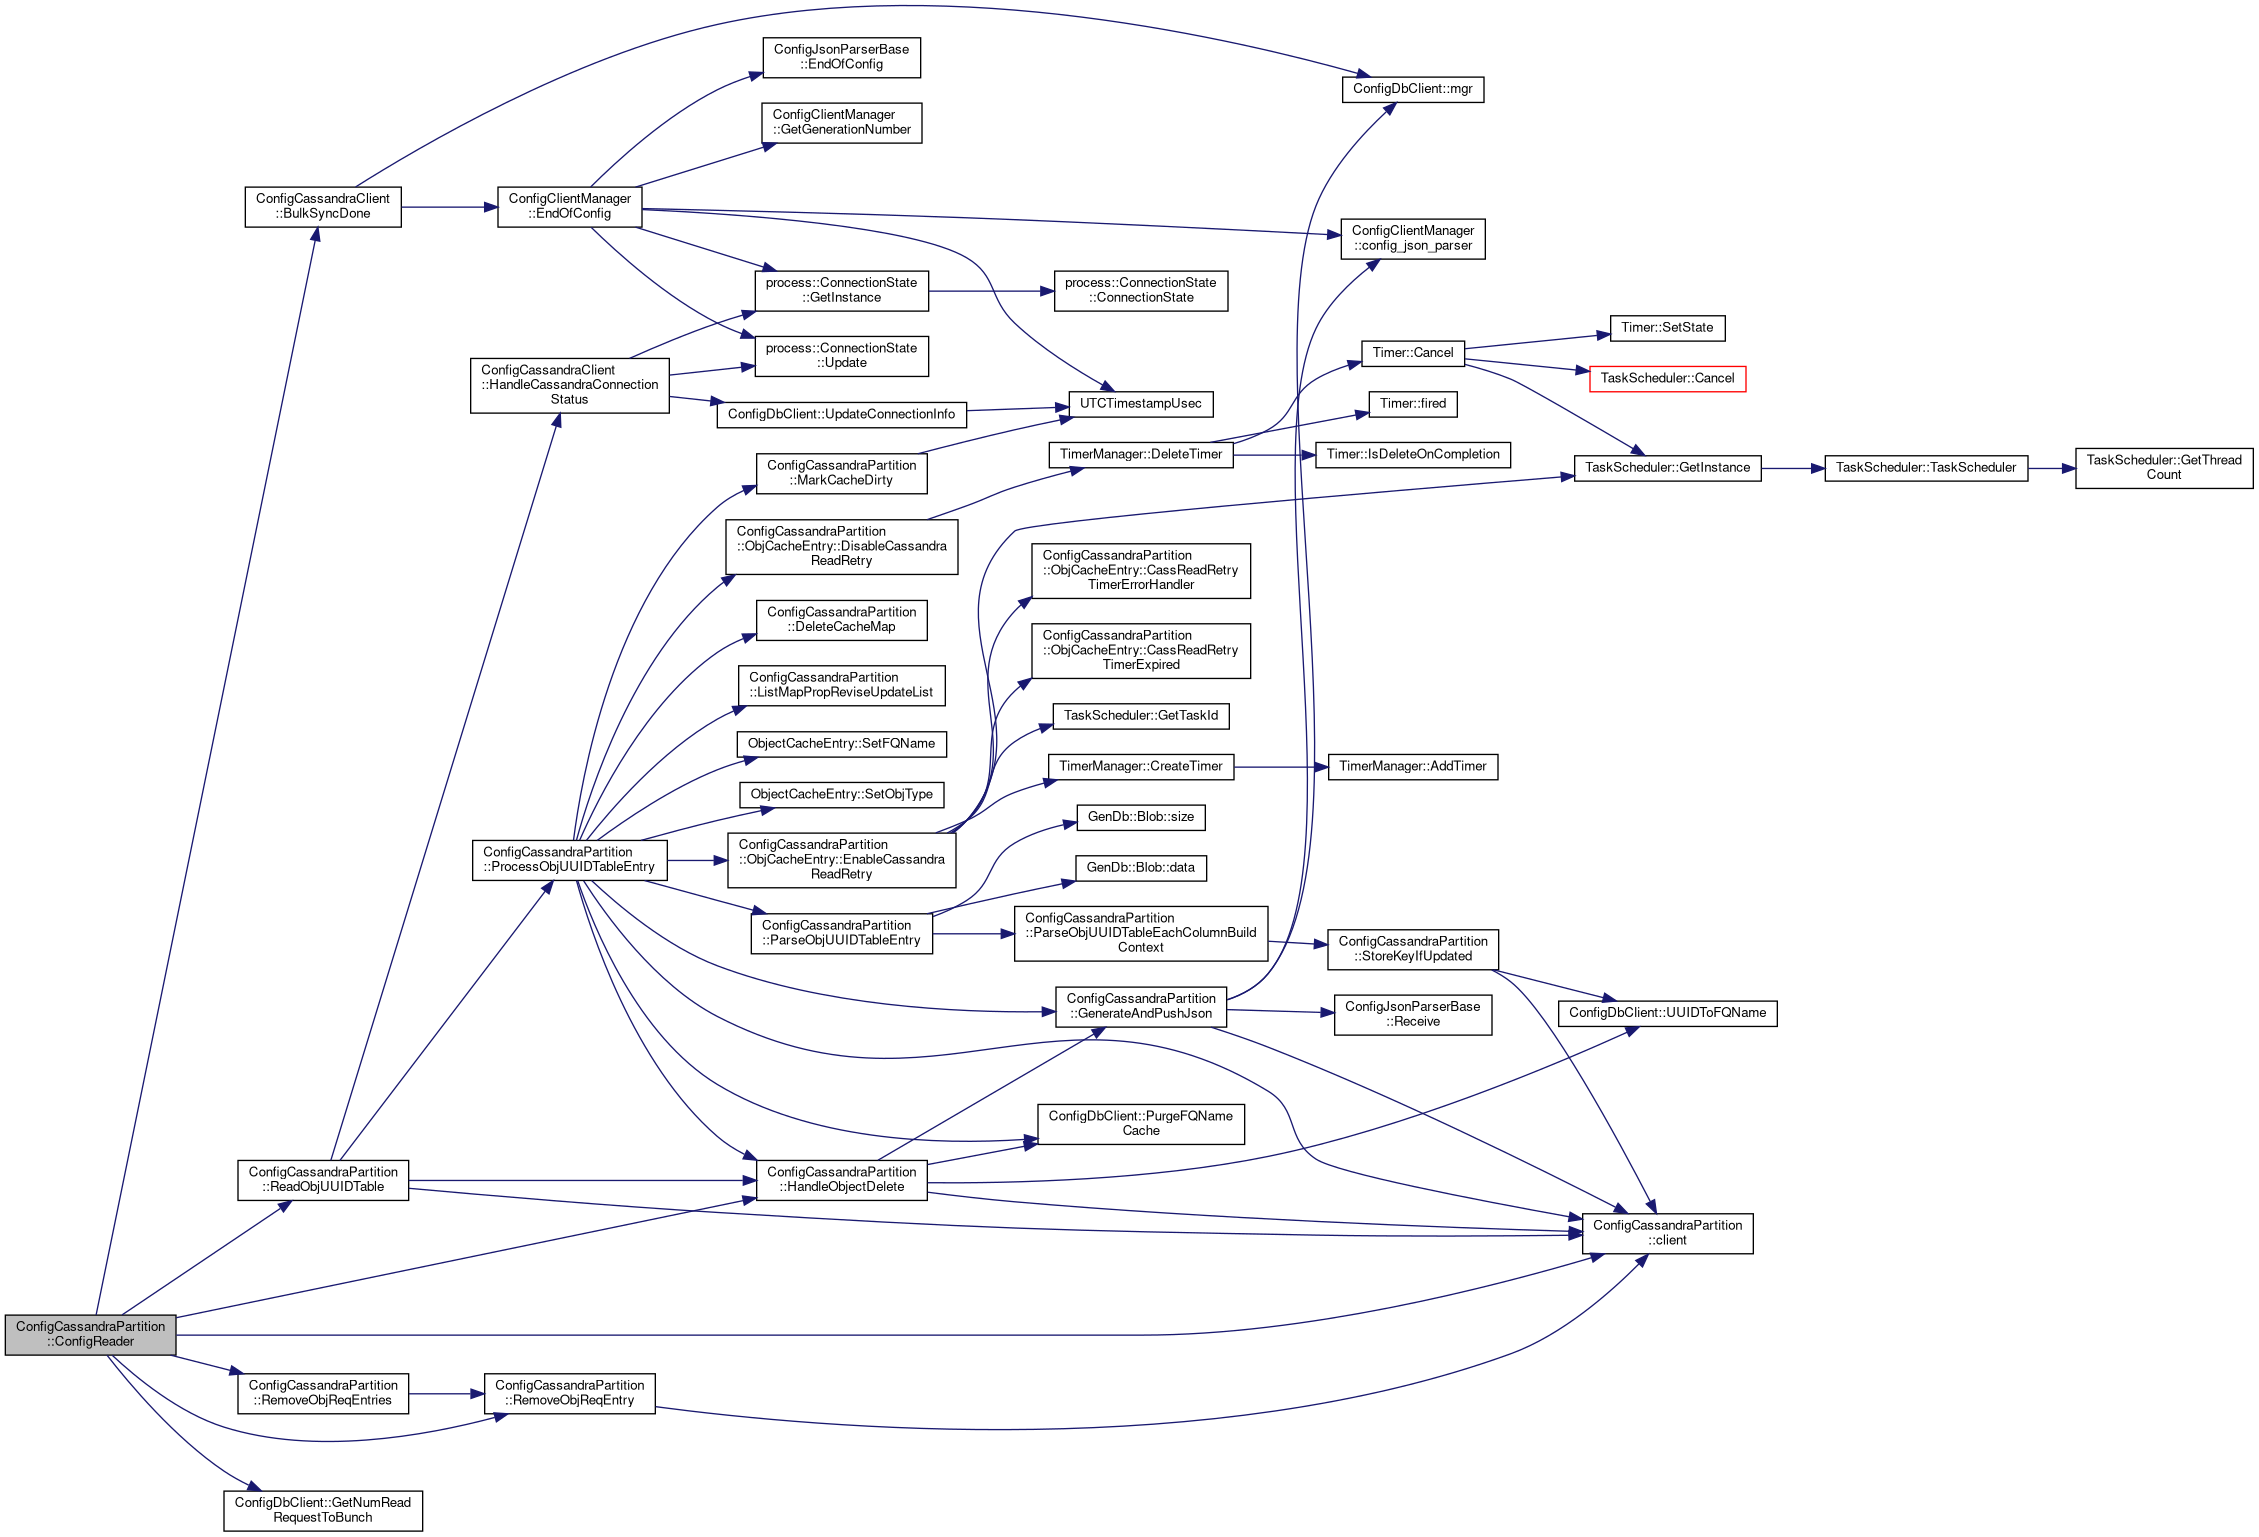 ConfigJsonParserBase
::EndOfConfig
ConfigDbClient::mgr
ConfigClientManager
::GetGenerationNumber
ConfigCassandraClient
::BulkSyncDone
ConfigClientManager
::EndOfConfig
ConfigClientManager
::config_json_parser
process::ConnectionState
::GetInstance
process::ConnectionState
::ConnectionState
process::ConnectionState
::Update
Timer::SetState
Timer::Cancel
TaskScheduler::Cancel
ConfigCassandraClient
::HandleCassandraConnection
Status
ConfigDbClient::UpdateConnectionInfo
UTCTimestampUsec
Timer::fired
TimerManager::DeleteTimer
Timer::IsDeleteOnCompletion
ConfigCassandraPartition
::MarkCacheDirty
TaskScheduler::GetInstance
TaskScheduler::TaskScheduler
TaskScheduler::GetThread
Count
ConfigCassandraPartition
::ObjCacheEntry::DisableCassandra
ReadRetry
ConfigCassandraPartition
::ObjCacheEntry::CassReadRetry
TimerErrorHandler
ConfigCassandraPartition
::DeleteCacheMap
ConfigCassandraPartition
::ObjCacheEntry::CassReadRetry
TimerExpired
ConfigCassandraPartition
::ListMapPropReviseUpdateList
TaskScheduler::GetTaskId
ObjectCacheEntry::SetFQName
TimerManager::CreateTimer
TimerManager::AddTimer
ObjectCacheEntry::SetObjType
GenDb::Blob::size
ConfigCassandraPartition
::ProcessObjUUIDTableEntry
ConfigCassandraPartition
::ObjCacheEntry::EnableCassandra
ReadRetry
GenDb::Blob::data
ConfigCassandraPartition
::ParseObjUUIDTableEntry
ConfigCassandraPartition
::ParseObjUUIDTableEachColumnBuild
Context
ConfigCassandraPartition
::StoreKeyIfUpdated
ConfigCassandraPartition
::GenerateAndPushJson
ConfigJsonParserBase
::Receive
ConfigDbClient::UUIDToFQName
ConfigDbClient::PurgeFQName
Cache
ConfigCassandraPartition
::ReadObjUUIDTable
ConfigCassandraPartition
::HandleObjectDelete
ConfigCassandraPartition
::client
ConfigCassandraPartition
::ConfigReader
ConfigCassandraPartition
::RemoveObjReqEntries
ConfigCassandraPartition
::RemoveObjReqEntry
ConfigDbClient::GetNumRead
RequestToBunch